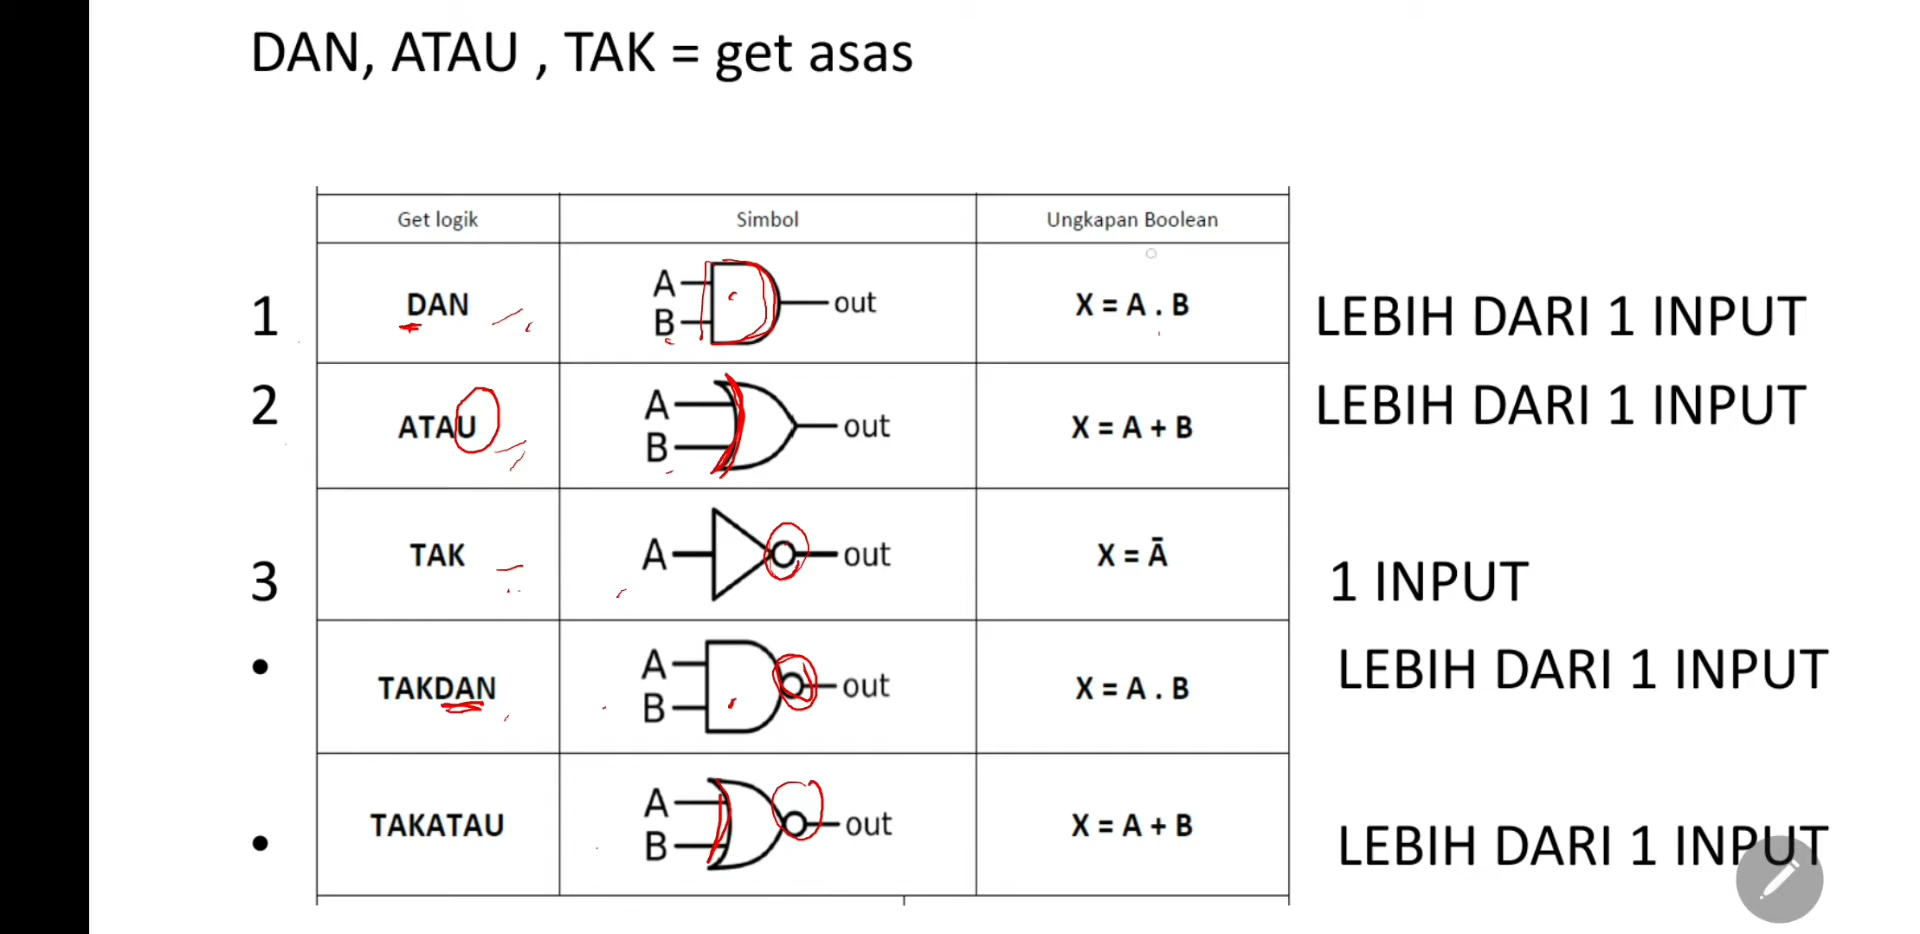 DAN, ATAU , TAK = get asas
Get logik Simbol Ungkapan Boolean
1 DAN A B out X = A . B LEBIH DARI 1 INPUT
2 ATAU A B out X = A + B LEBIH DARI 1 INPUT
3 TAK A out X = Ā 1 INPUT
• TAKDAN A B out X = A . B LEBIH DARI 1 INPUT
• TAKATAU A B out X = A + B LEBIH DARI 1 INPUT